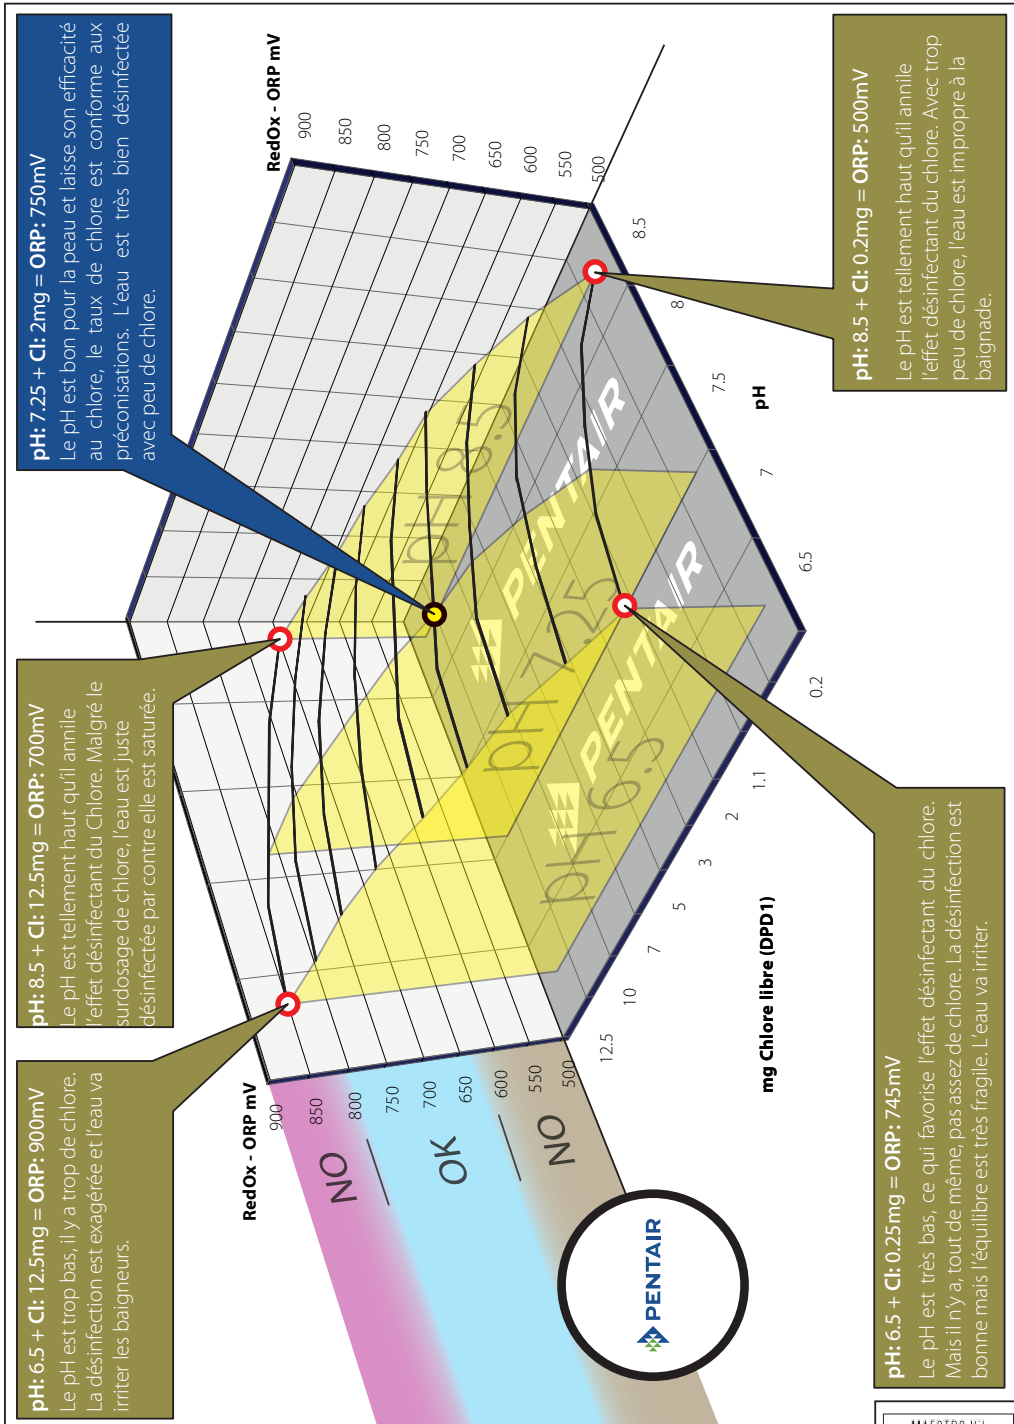 pH: 6.5 + Cl: 12.5mg = ORP: 900mV
Le pH est trop bas, il y a trop de chlore.
La désinfection est exagérée et l'eau va
irriter les baigneurs.
pH: 8.5 + Cl: 12.5mg = ORP: 700mV
Le pH est tellement haut qu'il annile
l'effet désinfectant du Chlore. Malgré le
surdosage de chlore, l'eau est juste
désinfectée par contre elle est saturée.
pH: 7.25 + Cl: 2mg = ORP: 750mV
Le pH est bon pour la peau et laisse son efficacité
au chlore, le taux de chlore est conforme aux
préconisations. L'eau est très bien désinfectée
avec peu de chlore.
RedOx - ORP mV
900
850
800
750
700
650
600
550
500
RedOx - ORP mV
900
850
800
750
700
650
600
550
500
NO
OK
NO
pH 8.5
pH 7.25
pH 6.5
PENTAIR
PENTAIR
PENTAIR
12.5
10
7
5
3
2
1.1
0.2
mg Chlore libre (DPD1)
6.5
7
7.5
8
8.5
pH
pH: 6.5 + Cl: 0.25mg = ORP: 745mV
Le pH est très bas, ce qui favorise l'effet désinfectant du chlore.
Mais il n'y a, tout de même, pas assez de chlore. La désinfection est
bonne mais l'équilibre est très fragile. L'eau va irriter.
pH: 8.5 + Cl: 0.2mg = ORP: 500mV
Le pH est tellement haut qu'il annile
l'effet désinfectant du chlore. Avec trop
peu de chlore, l'eau est impropre à la
baignade.